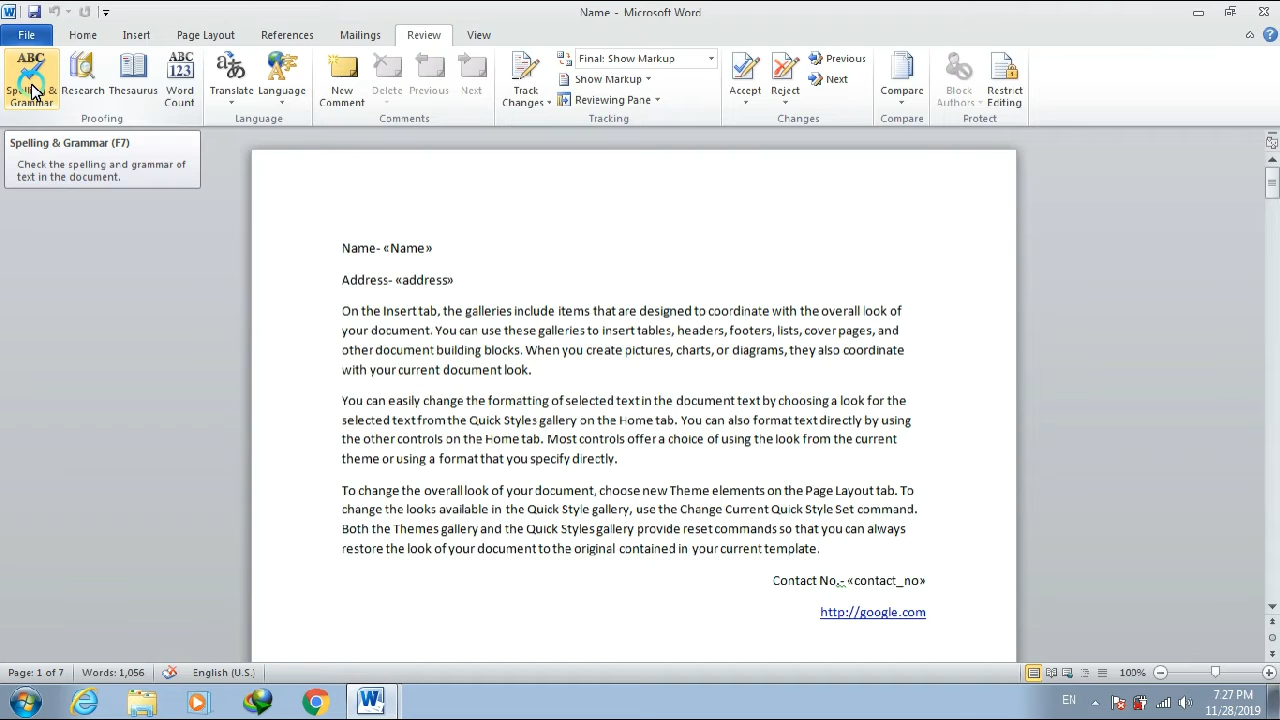 Name - Microsoft Word
File Home Insert Page Layout References Mailings Review View
ABC Spelling & Grammar
Research
Thesaurus
ABC 123 Word Count
Translate
Language
New Comment
Delete
Previous
Next
Track Changes
Final: Show Markup
Show Markup
Reviewing Pane
Accept
Reject
Previous
Next
Compare
Block Authors
Restrict Editing
Proofing Language Comments Tracking Changes Compare Protect
Spelling & Grammar (F7)
Check the spelling and grammar of
text in the document.
Name- «Name»
Address- «address»
On the Insert tab, the galleries include items that are designed to coordinate with the overall look of
your document. You can use these galleries to insert tables, headers, footers, lists, cover pages, and
other document building blocks. When you create pictures, charts, or diagrams, they also coordinate
with your current document look.
You can easily change the formatting of selected text in the document text by choosing a look for the
selected text from the Quick Styles gallery on the Home tab. You can also format text directly by using
the other controls on the Home tab. Most controls offer a choice of using the look from the current
theme or using a format that you specify directly.
To change the overall look of your document, choose new Theme elements on the Page Layout tab. To
change the looks available in the Quick Style gallery, use the Change Current Quick Style Set command.
Both the Themes gallery and the Quick Styles gallery provide reset commands so that you can always
restore the look of your document to the original contained in your current template.
Contact No.- «contact_no»
http://google.com
Page: 1 of 7 Words: 1,056 English (U.S.) 100%
EN 7:27 PM
11/28/2019